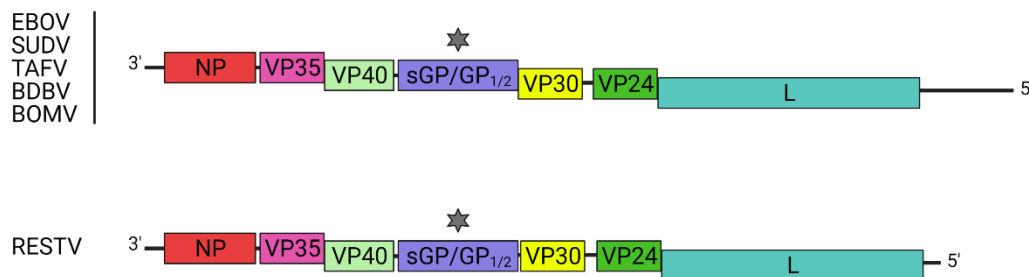 EBOV
SUDV
TAFV
BDBV
BOMV
3' NP VP35 VP40 sGP/GP1/2 VP30 VP24 L 5'
RESTV 3' NP VP35 VP40 sGP/GP1/2 VP30 VP24 L 5'